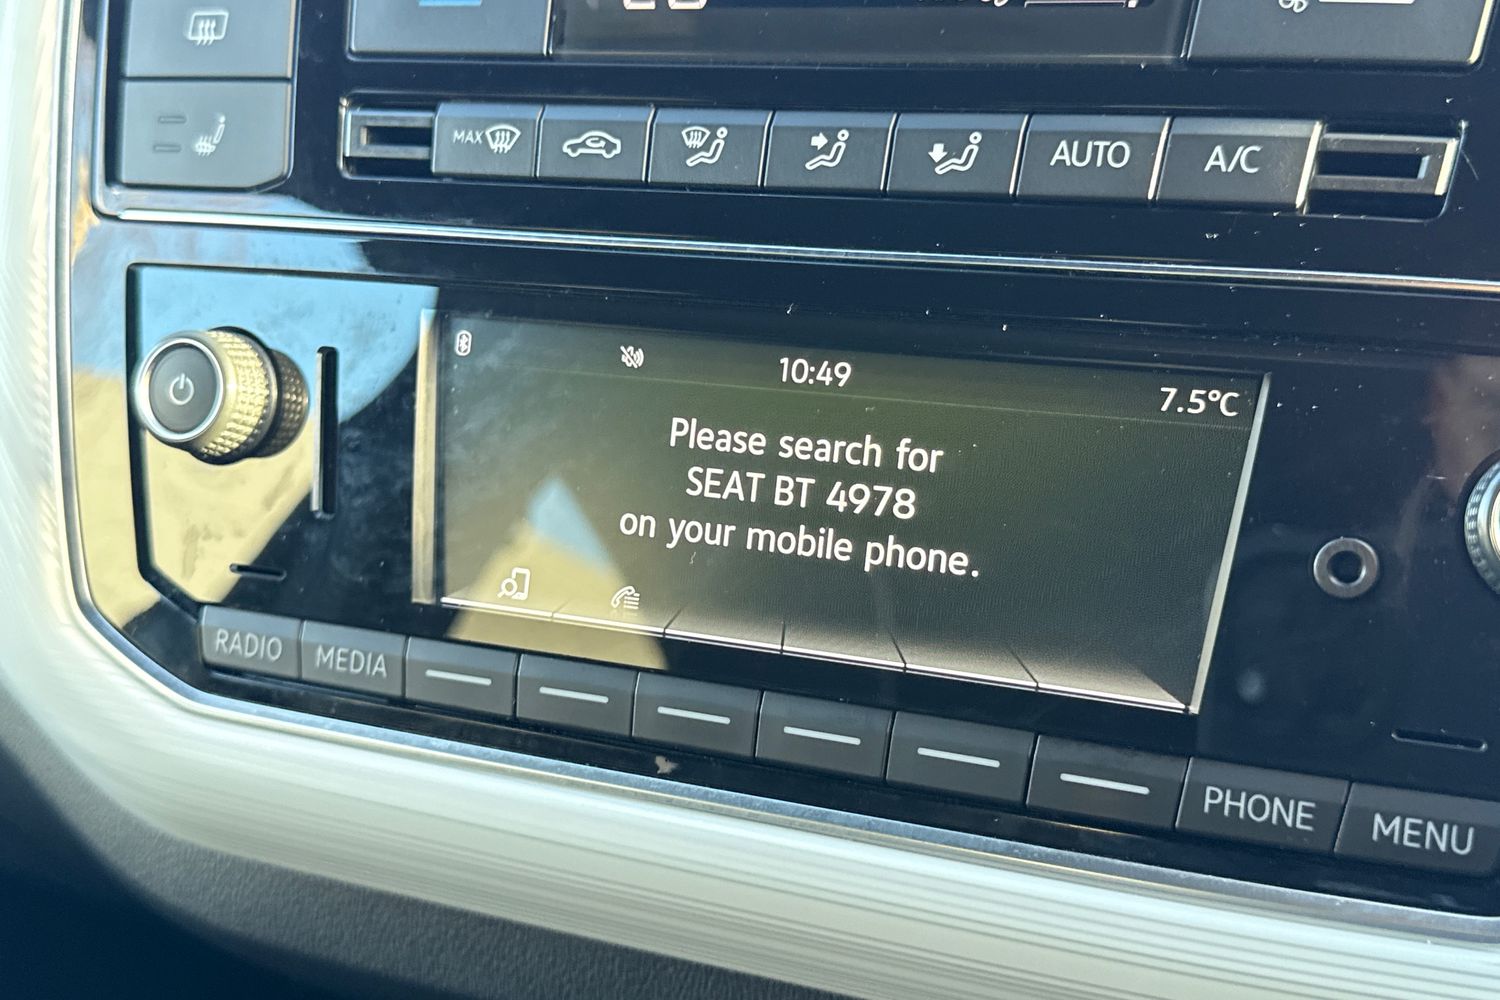 MAX
AUTO
A/C
10:49
7.5°C
Please search for
SEAT BT 4978
on your mobile phone.
RADIO
MEDIA
PHONE
MENU